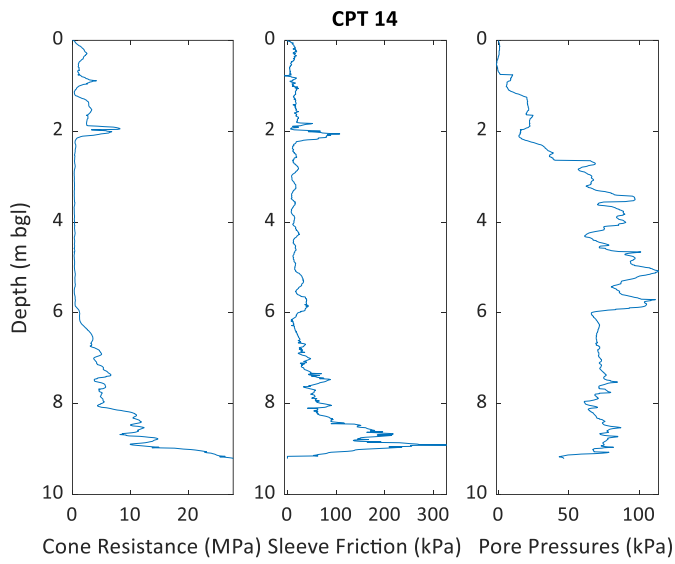 CPT 14
0 0 0
2 2 2
4 4 4
Depth (m bgl)
6 6 6
8 8 8
10 10 10
0 10 20 0 100 200 300 0 50 100
Cone Resistance (MPa) Sleeve Friction (kPa) Pore Pressures (kPa)